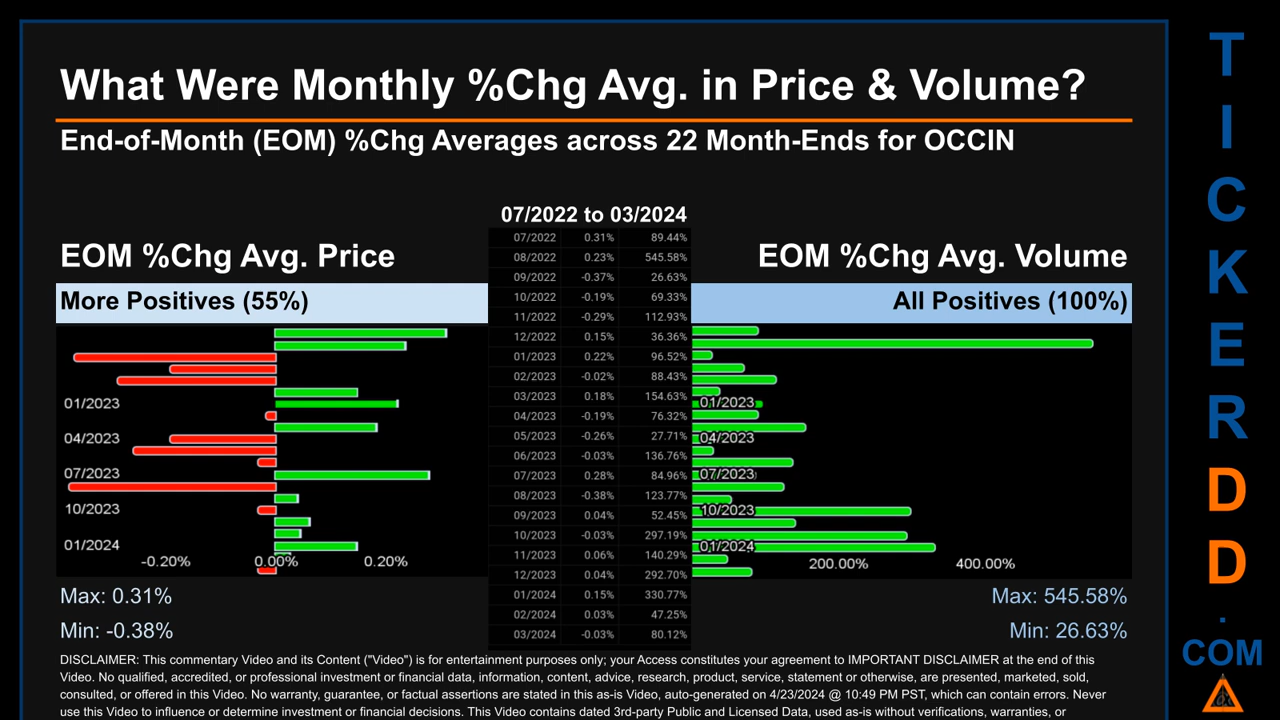 What Were Monthly %Chg Avg. in Price & Volume?
End-of-Month (EOM) %Chg Averages across 22 Month-Ends for OCCIN
07/2022 to 03/2024
EOM %Chg Avg. Price
EOM %Chg Avg. Volume
More Positives (55%)
All Positives (100%)
07/2022 0.31% 89.44%
08/2022 0.23% 545.58%
09/2022 -0.37% 26.63%
10/2022 -0.19% 69.33%
11/2022 -0.29% 112.93%
12/2022 0.15% 36.36%
01/2023 0.22% 96.52%
02/2023 -0.02% 88.43%
03/2023 0.18% 154.63%
04/2023 -0.19% 76.32%
05/2023 -0.26% 27.71%
06/2023 -0.03% 136.76%
07/2023 0.28% 84.96%
08/2023 -0.38% 123.77%
09/2023 0.04% 52.45%
10/2023 -0.03% 297.19%
11/2023 0.06% 140.29%
12/2023 0.04% 292.70%
01/2024 0.15% 330.77%
02/2024 0.03% 47.25%
03/2024 -0.03% 80.12%
01/2023
04/2023
07/2023
10/2023
01/2024
-0.20% 0.00% 0.20%
01/2023
04/2023
07/2023
10/2023
01/2024
200.00% 400.00%
Max: 0.31%
Min: -0.38%
Max: 545.58%
Min: 26.63%
DISCLAIMER: This commentary Video and its Content ("Video") is for entertainment purposes only; your Access constitutes your agreement to IMPORTANT DISCLAIMER at the end of this
Video. No qualified, accredited, or professional investment or financial data, information, content, advice, research, product, service, statement or otherwise, are presented, marketed, sold,
consulted, or offered in this Video. No warranty, guarantee, or factual assertions are stated in this as-is Video, auto-generated on 4/23/2024 @ 10:49 PM PST, which can contain errors. Never
use this Video to influence or determine investment or financial decisions. This Video contains dated 3rd-party Public and Licensed Data, used as-is without verifications, warranties, or
T
I
C
K
E
R
D
D
.
COM